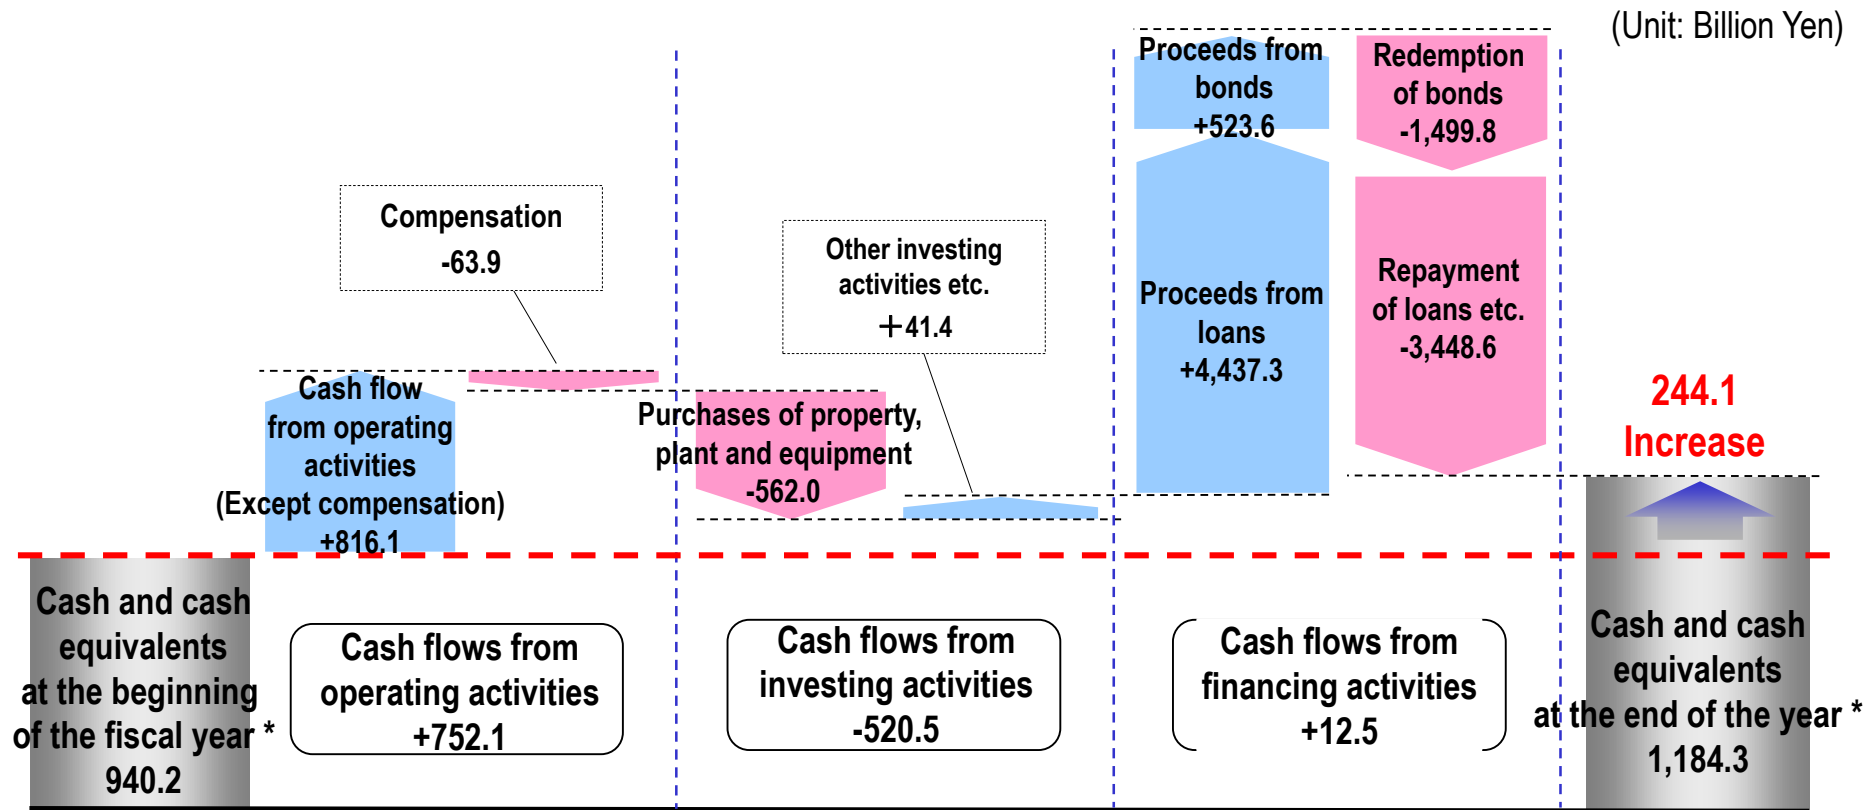 (Unit: Billion Yen)
Proceeds from
bonds
+523.6
Redemption
of bonds
-1,499.8
Compensation
-63.9
Other investing
activities etc.
＋41.4
Proceeds from
loans
+4,437.3
Repayment
of loans etc.
-3,448.6
Cash flow
from operating
activities
(Except compensation)
+816.1
Purchases of property,
plant and equipment
-562.0
244.1
Increase
Cash and cash
equivalents
at the beginning
of the fiscal year *
940.2
Cash flows from
operating activities
+752.1
Cash flows from
investing activities
-520.5
Cash flows from
financing activities
+12.5
Cash and cash
equivalents
at the end of the year *
1,184.3